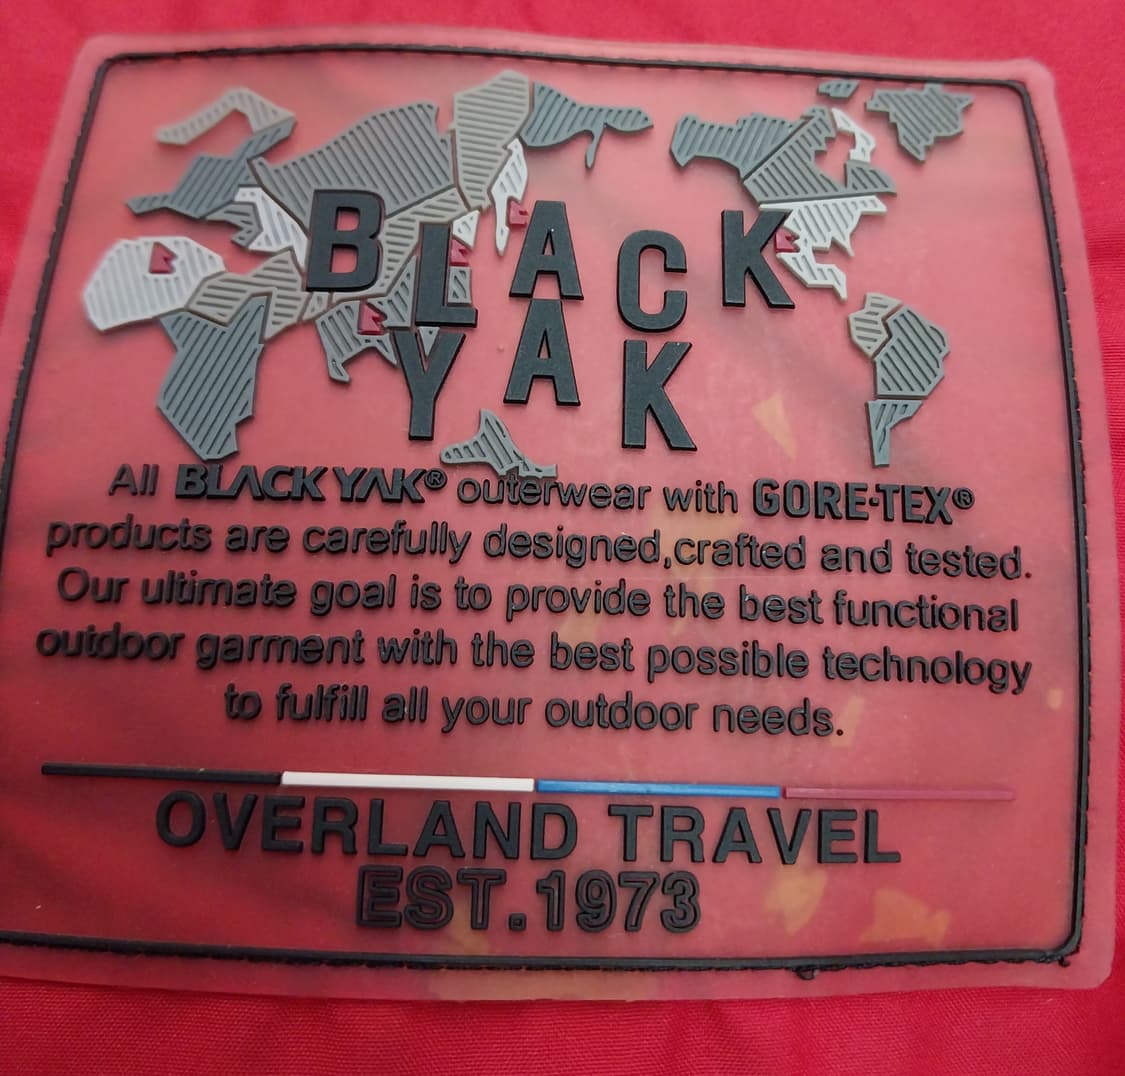 BLACK
YAK
All BLACK YAK® outerwear with GORE-TEX®
products are carefully designed,crafted and tested.
Our ultimate goal is to provide the best functional
outdoor garment with the best possible technology
to fulfill all your outdoor needs.
OVERLAND TRAVEL
EST.1973